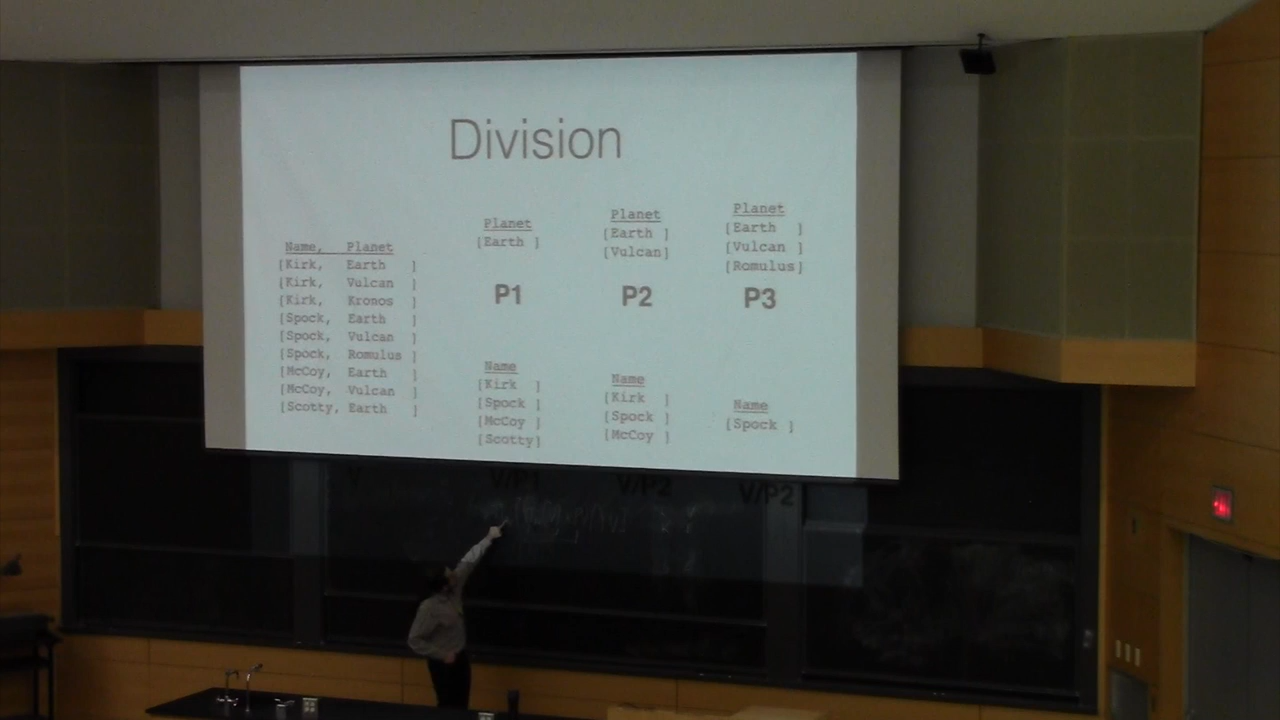 Division
Name, Planet
[Kirk, Earth ]
[Kirk, Vulcan ]
[Kirk, Kronos ]
[Spock, Earth ]
[Spock, Vulcan ]
[Spock, Romulus ]
[McCoy, Earth ]
[McCoy, Vulcan ]
[Scotty, Earth ]
V
Planet
[Earth ]
P1
Planet
[Earth ]
[Vulcan]
P2
Planet
[Earth ]
[Vulcan ]
[Romulus]
P3
Name
[Kirk ]
[Spock ]
[McCoy ]
[Scotty]
V/P1
Name
[Kirk ]
[Spock ]
[McCoy ]
V/P2
Name
[Spock ]
V/P2